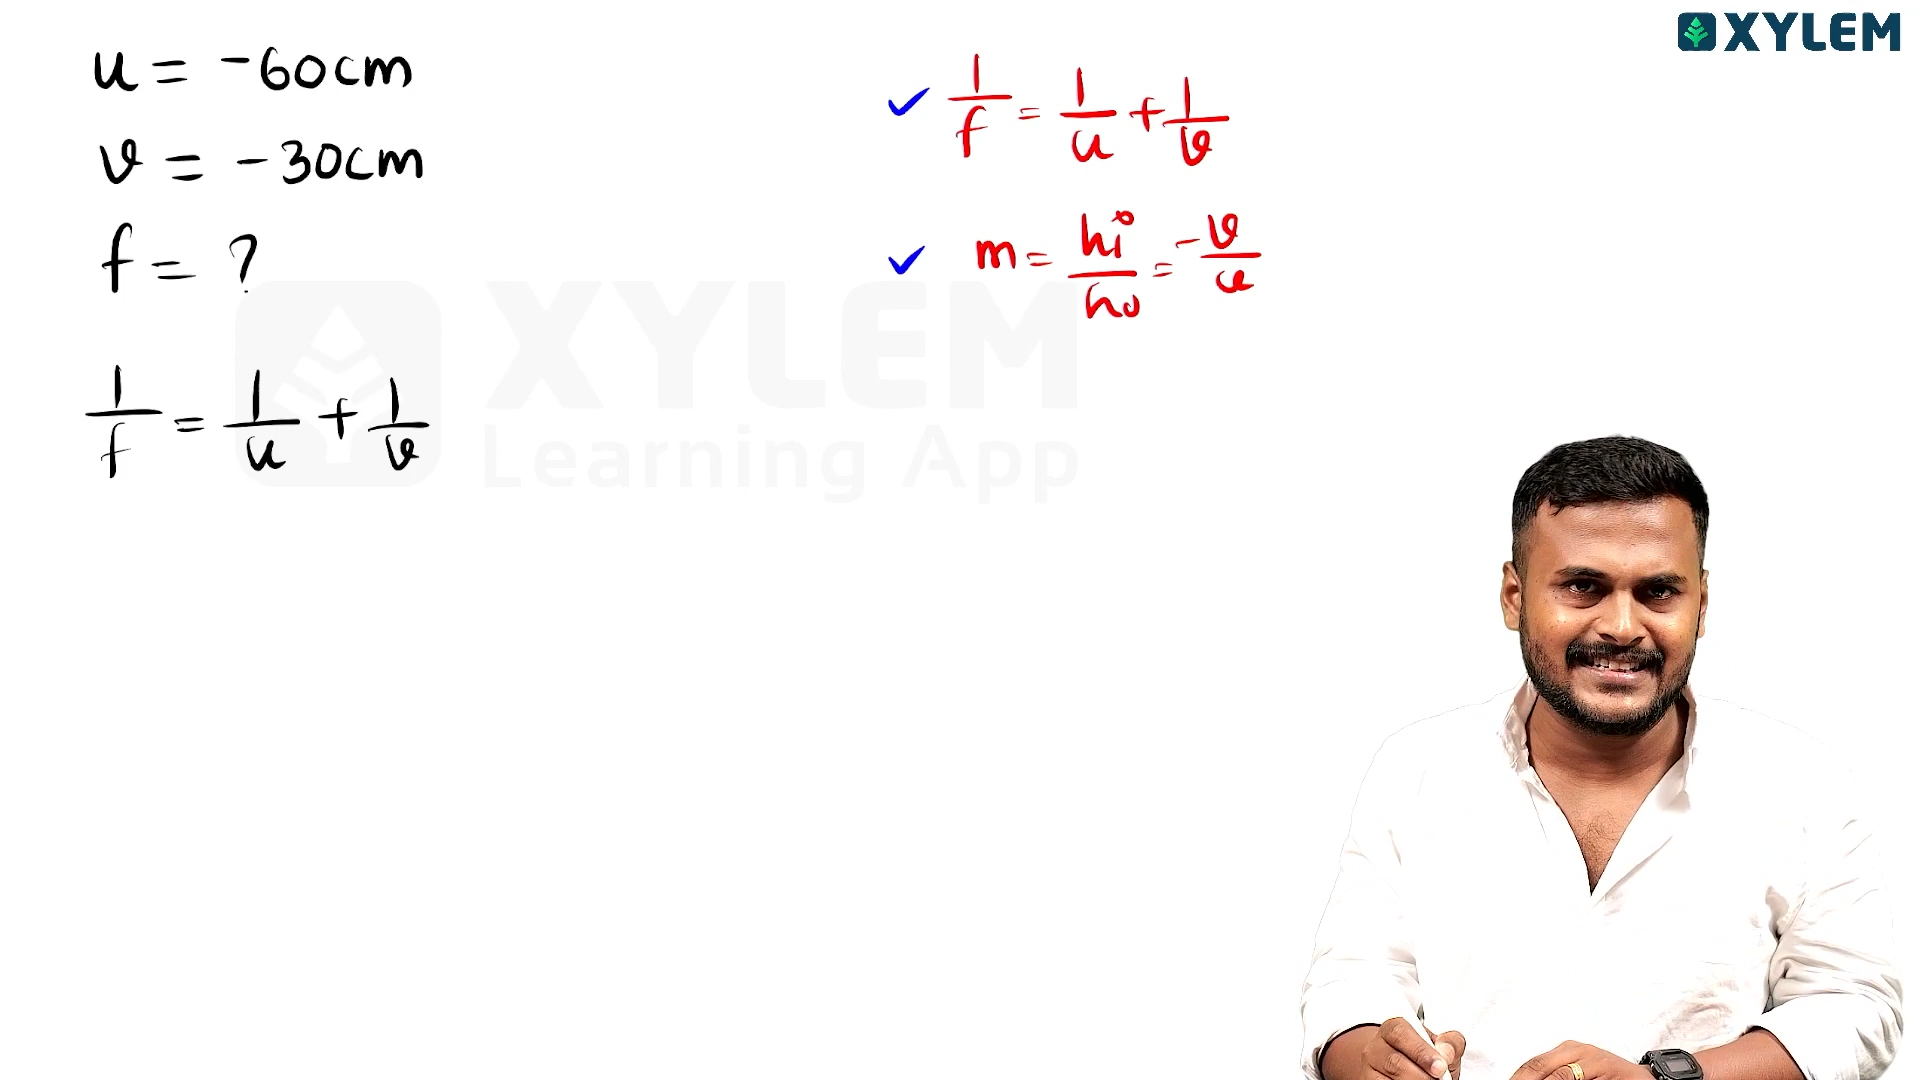 XYLEM
u = -60cm
v = -30cm
f = ?
1/f = 1/u + 1/v
✓ 1/f = 1/u + 1/v
✓ m = hi/ho = -v/u
XYLEM
Learning App